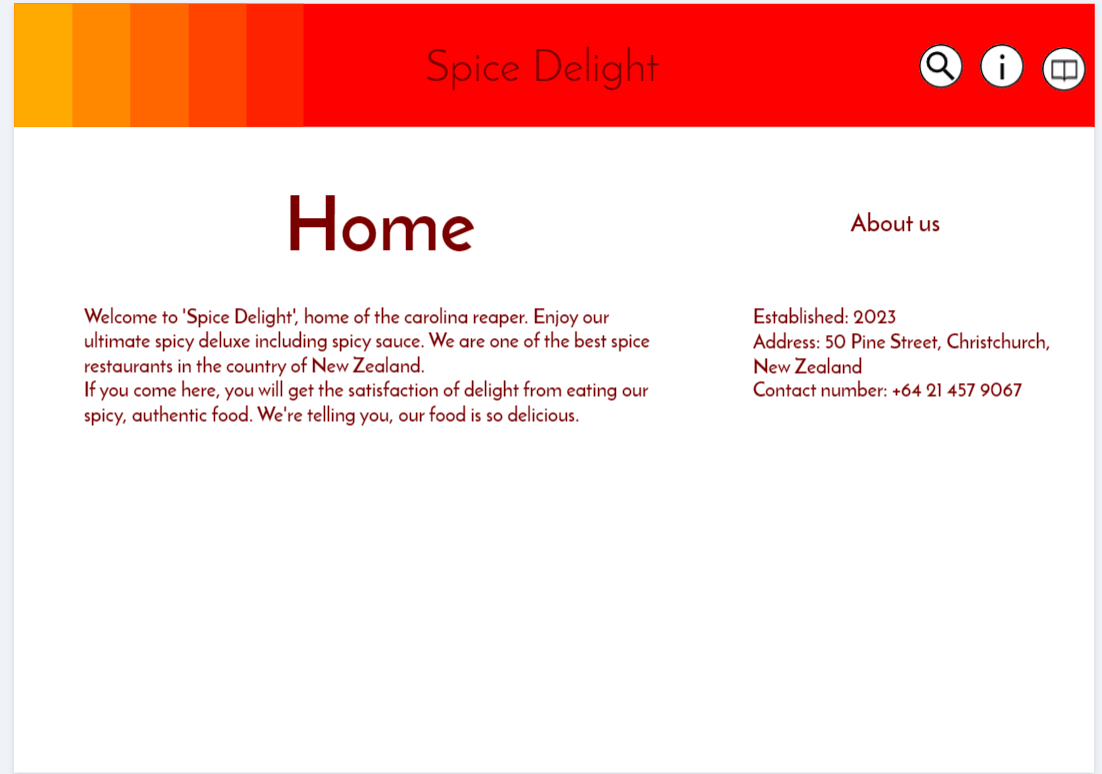 Spice Delight
i
Home
About us
Welcome to 'Spice Delight', home of the carolina reaper. Enjoy our
ultimate spicy deluxe including spicy sauce. We are one of the best spice
restaurants in the country of New Zealand.
If you come here, you will get the satisfaction of delight from eating our
spicy, authentic food. We're telling you, our food is so delicious.
Established: 2023
Address: 50 Pine Street, Christchurch,
New Zealand
Contact number: +64 21 457 9067